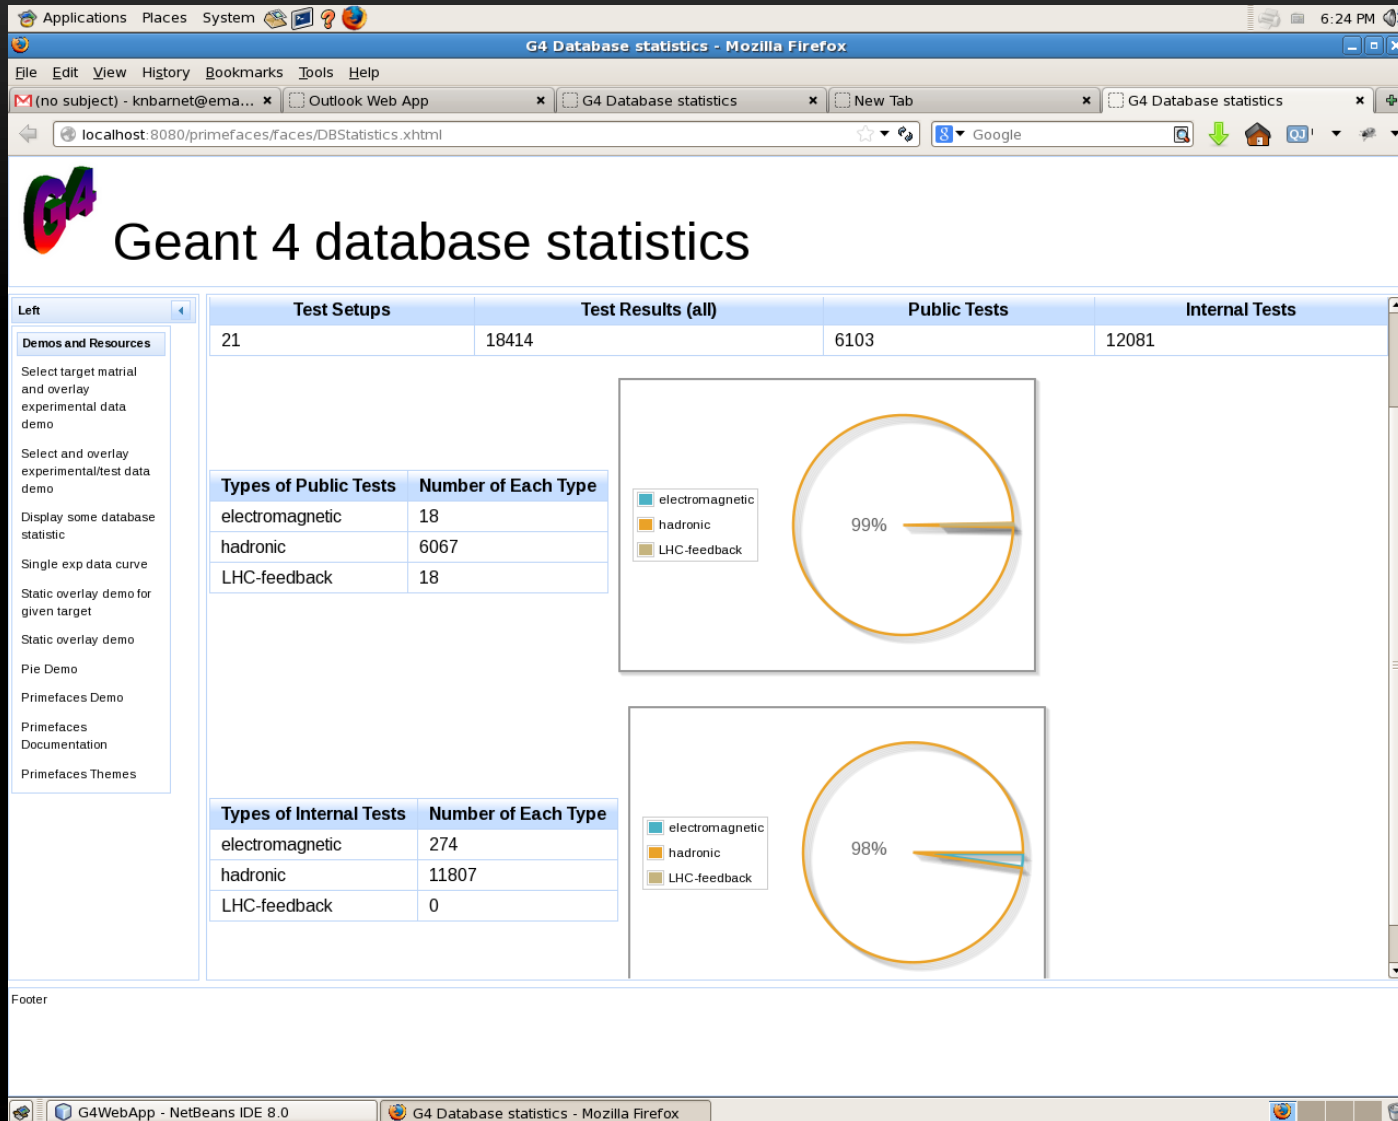 Applications Places System 6:24 PM
G4 Database statistics - Mozilla Firefox
File Edit View History Bookmarks Tools Help
(no subject) - knbarnet@ema... Outlook Web App G4 Database statistics New Tab G4 Database statistics
localhost:8080/primefaces/faces/DBStatistics.xhtml 8 Google QJ
G4
Geant 4 database statistics
Left
Demos and Resources
Select target matrial
and overlay
experimental data
demo
Select and overlay
experimental/test data
demo
Display some database
statistic
Single exp data curve
Static overlay demo for
given target
Static overlay demo
Pie Demo
Primefaces Demo
Primefaces
Documentation
Primefaces Themes
Test Setups Test Results (all) Public Tests Internal Tests
21 18414 6103 12081
Types of Public Tests Number of Each Type
electromagnetic 18
hadronic 6067
LHC-feedback 18
electromagnetic
hadronic
LHC-feedback
99%
Types of Internal Tests Number of Each Type
electromagnetic 274
hadronic 11807
LHC-feedback 0
electromagnetic
hadronic
LHC-feedback
98%
Footer
G4WebApp - NetBeans IDE 8.0 G4 Database statistics - Mozilla Firefox